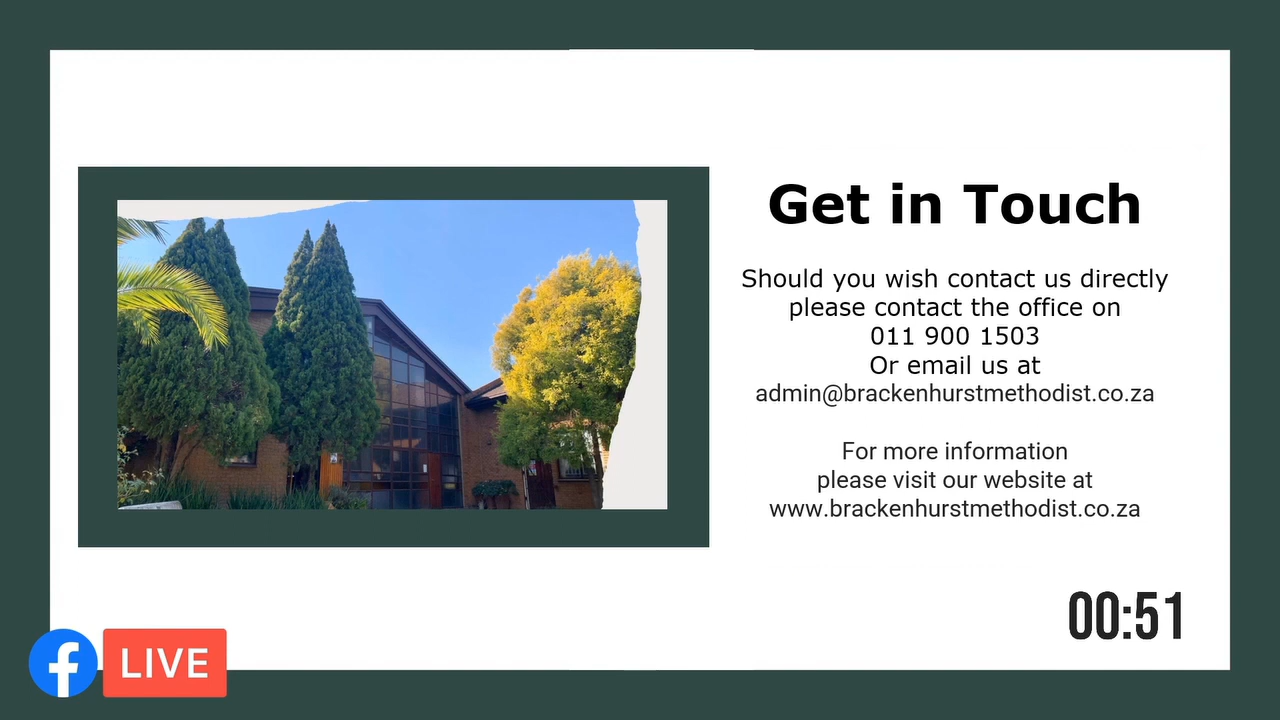 Get in Touch
Should you wish contact us directly
please contact the office on
011 900 1503
Or email us at
admin@brackenhurstmethodist.co.za
For more information
please visit our website at
www.brackenhurstmethodist.co.za
00:51
LIVE